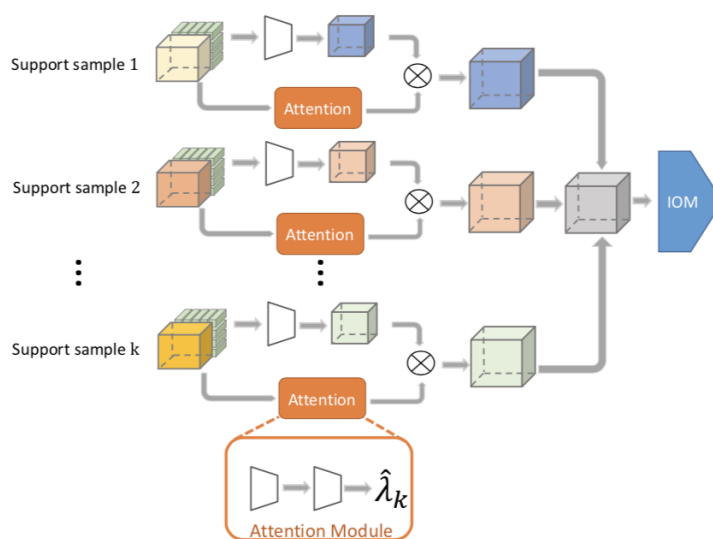 Support sample 1
Attention
Support sample 2
Attention
IOM
Support sample k
Attention
λ̂ₖ
Attention Module